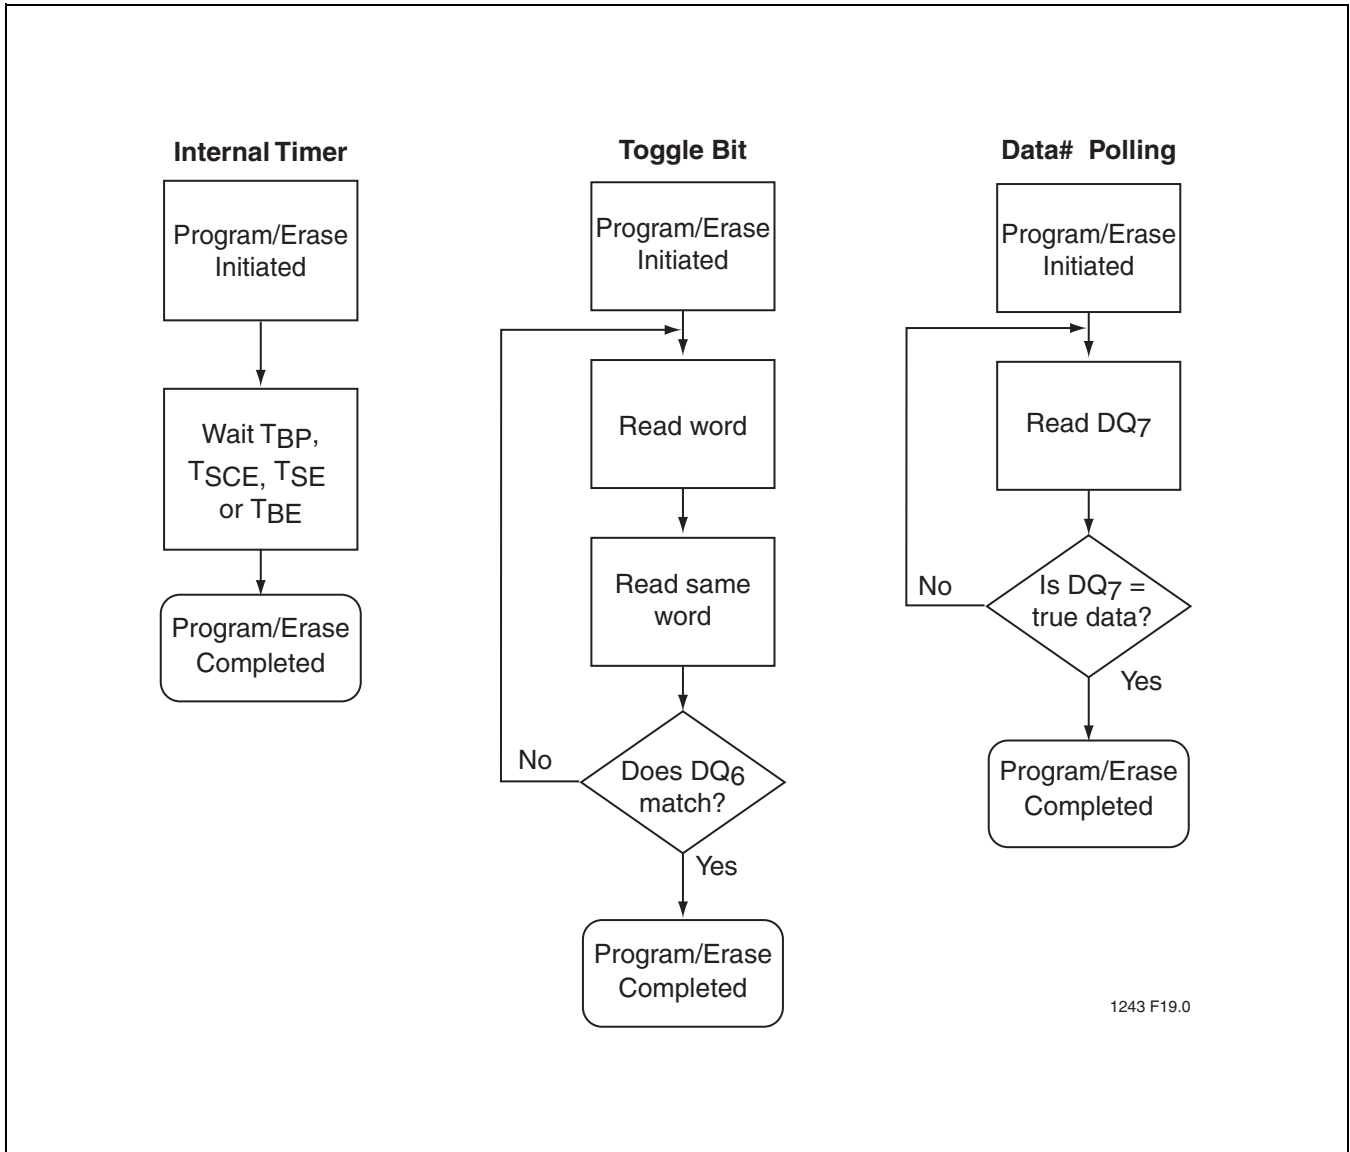 Internal Timer
Program/Erase
Initiated
Wait TBP,
TSCE, TSE
or TBE
Program/Erase
Completed
Toggle Bit
Program/Erase
Initiated
Read word
Read same
word
Does DQ6
match?
No
Yes
Program/Erase
Completed
Data# Polling
Program/Erase
Initiated
Read DQ7
Is DQ7 =
true data?
No
Yes
Program/Erase
Completed
1243 F19.0